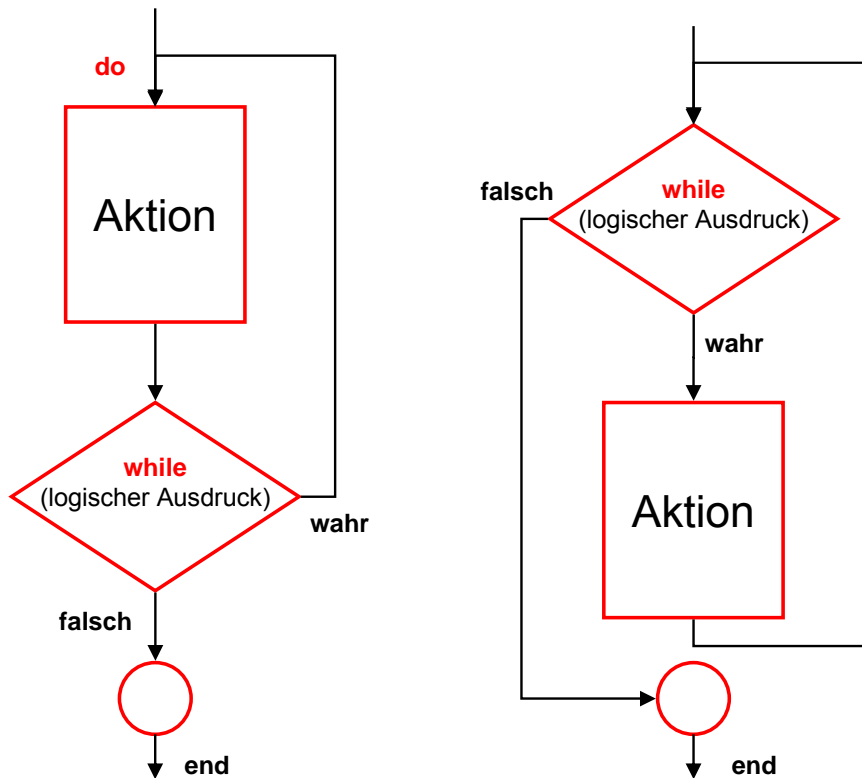 do
Aktion
while
(logischer Ausdruck)
wahr
falsch
end
falsch
while
(logischer Ausdruck)
wahr
Aktion
end